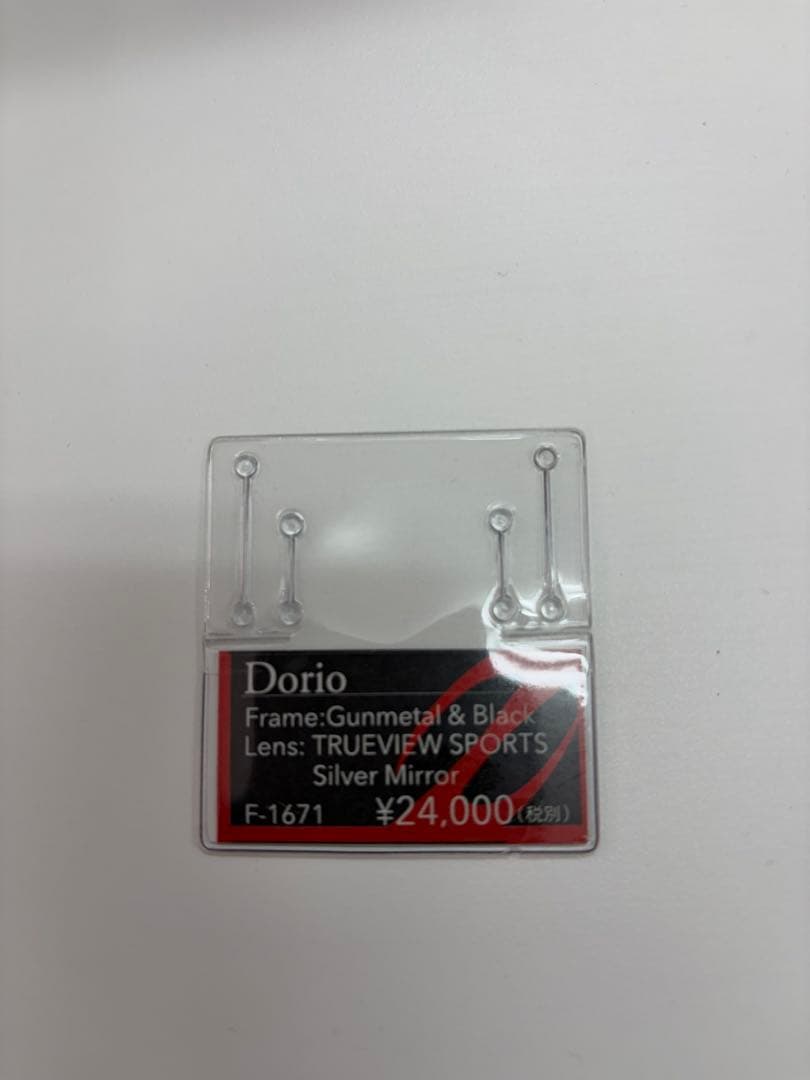 Dorio
Frame:Gunmetal & Black
Lens: TRUEVIEW SPORTS
Silver Mirror
F-1671 ¥24,000(税別)